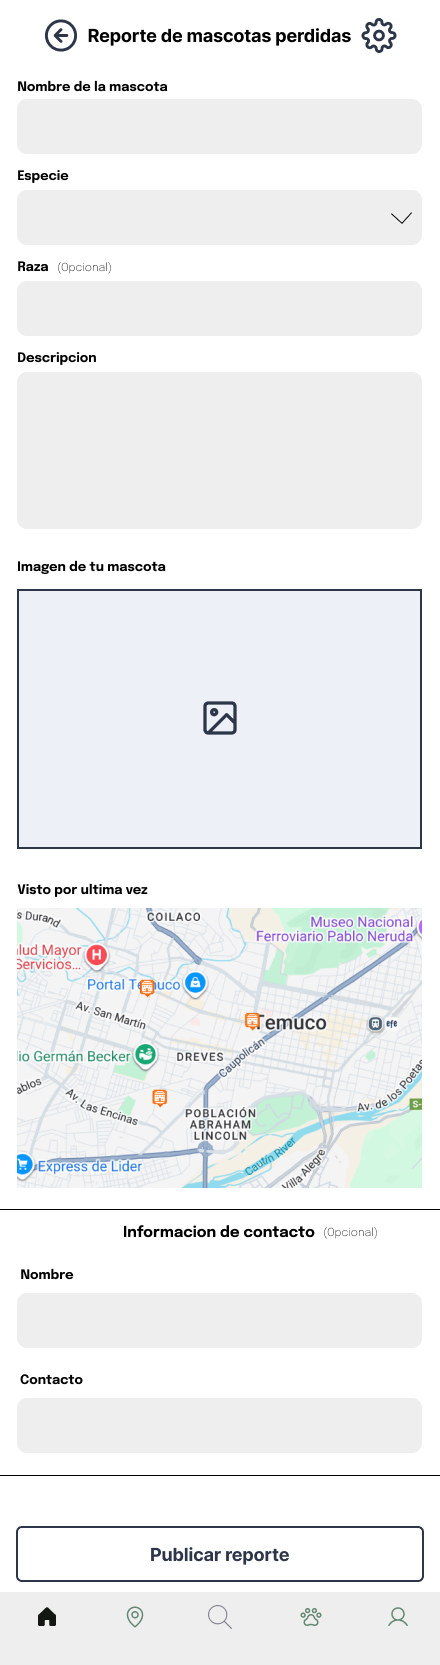 Reporte de mascotas perdidas
Nombre de la mascota
Especie
Raza (Opcional)
Descripcion
Imagen de tu mascota
Visto por ultima vez
s Durand
COILACO
Museo Nacional
Ferroviario Pablo Neruda
lud Mayor
Servicios...
H
Portal Temuco
Av. San Martín
Temuco
efe
io Germán Becker
DREVES
Caupolicán
ablos
Av. Las Encinas
Av. de los Poetas
S-
POBLACIÓN
ABRAHAM
LINCOLN
Cautín River
Villa Alegre
Express de Lider
Informacion de contacto (Opcional)
Nombre
Contacto
Publicar reporte